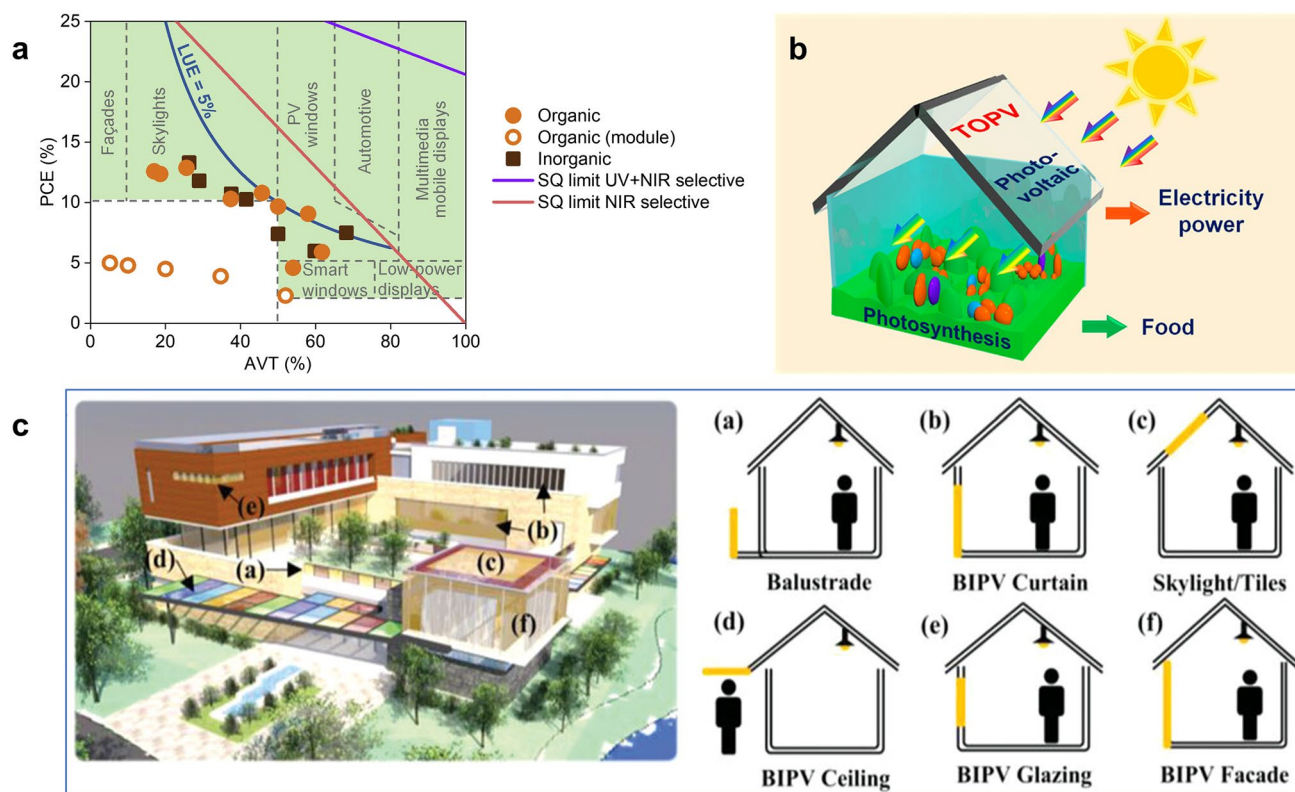 a
25
20
15
10
5
0
PCE (%)
0 20 40 60 80 100
AVT (%)
Façades
Skylights
LUE = 5%
PV
windows
Automotive
Multimedia
mobile displays
Smart
windows
Low-power
displays
Organic
Organic (module)
Inorganic
SQ limit UV+NIR selective
SQ limit NIR selective
b
TOPV
Photo-
voltaic
Electricity
power
Photosynthesis
Food
c
(e)
(b)
(d)
(a)
(c)
(f)
(a)
Balustrade
(b)
BIPV Curtain
(c)
Skylight/Tiles
(d)
BIPV Ceiling
(e)
BIPV Glazing
(f)
BIPV Facade